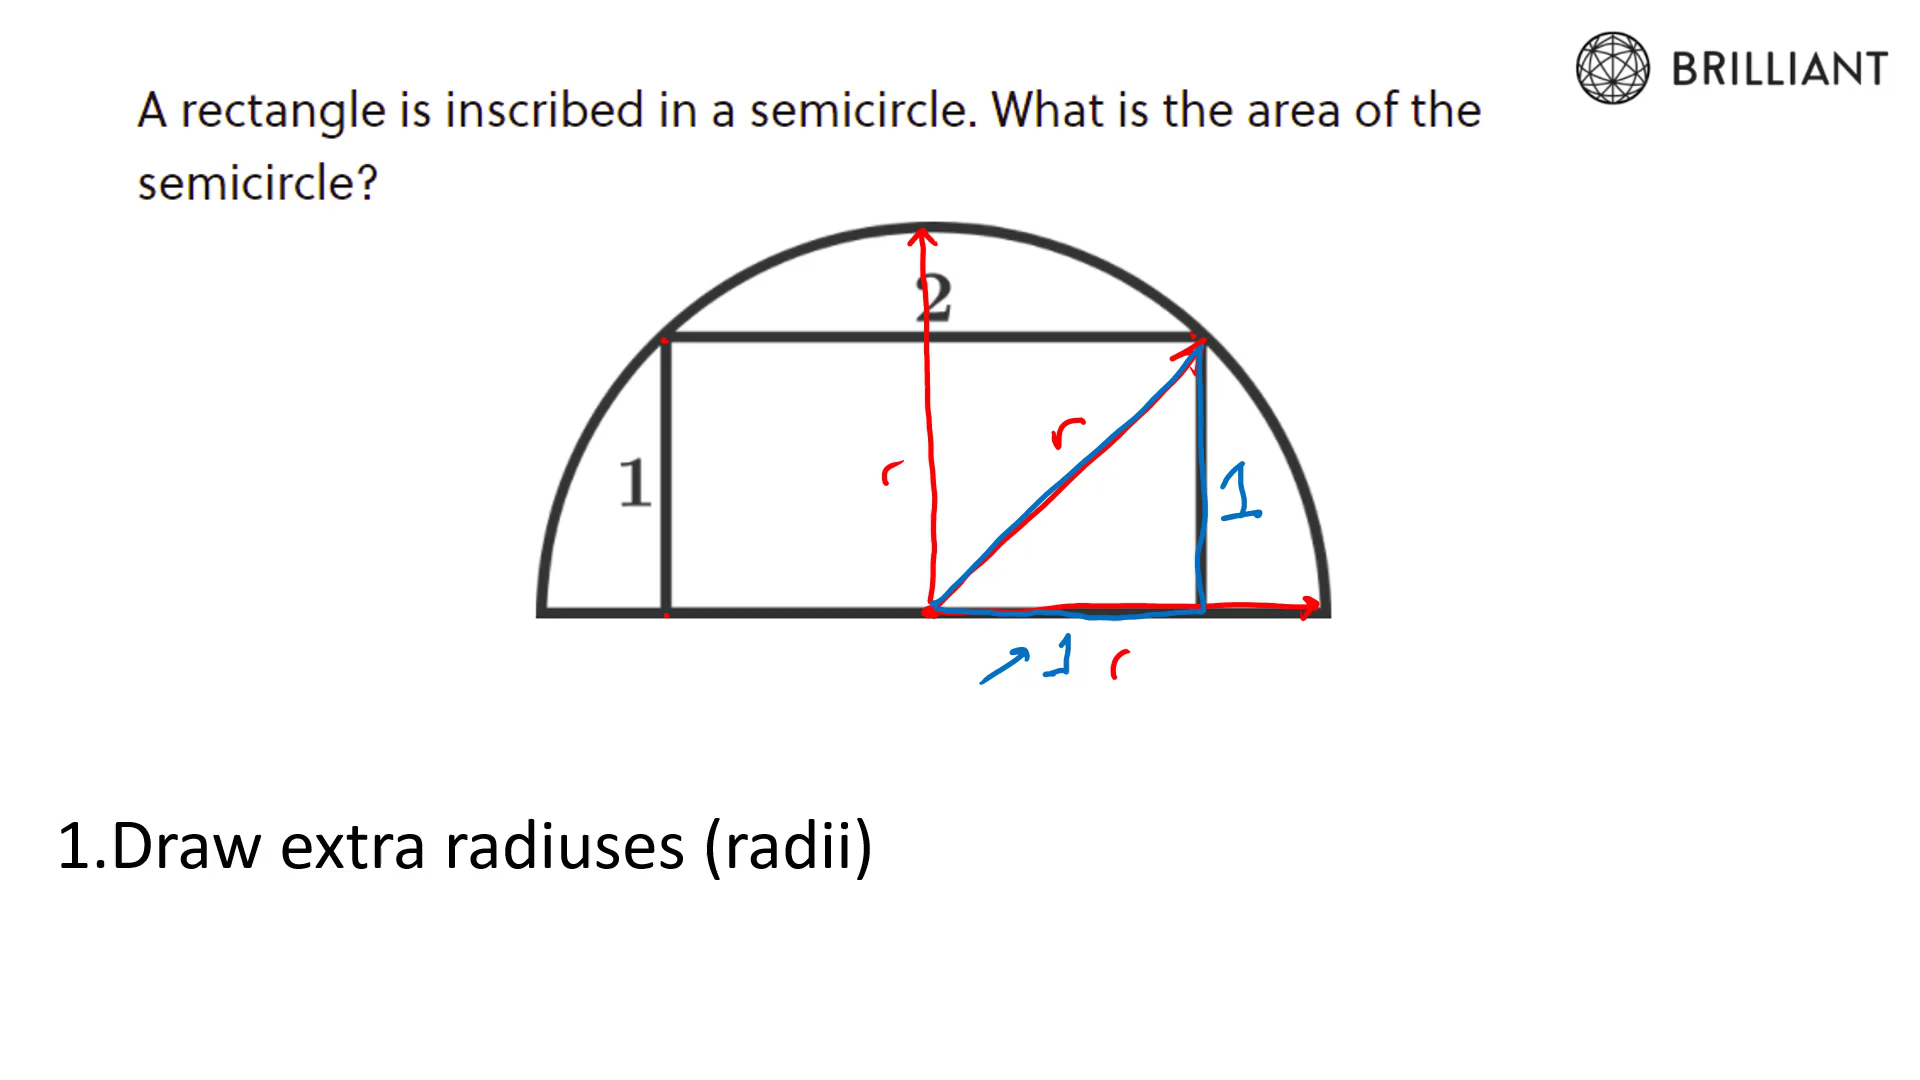 BRILLIANT
A rectangle is inscribed in a semicircle. What is the area of the
semicircle?
2
r
r
1
1
1 r
1.Draw extra radiuses (radii)